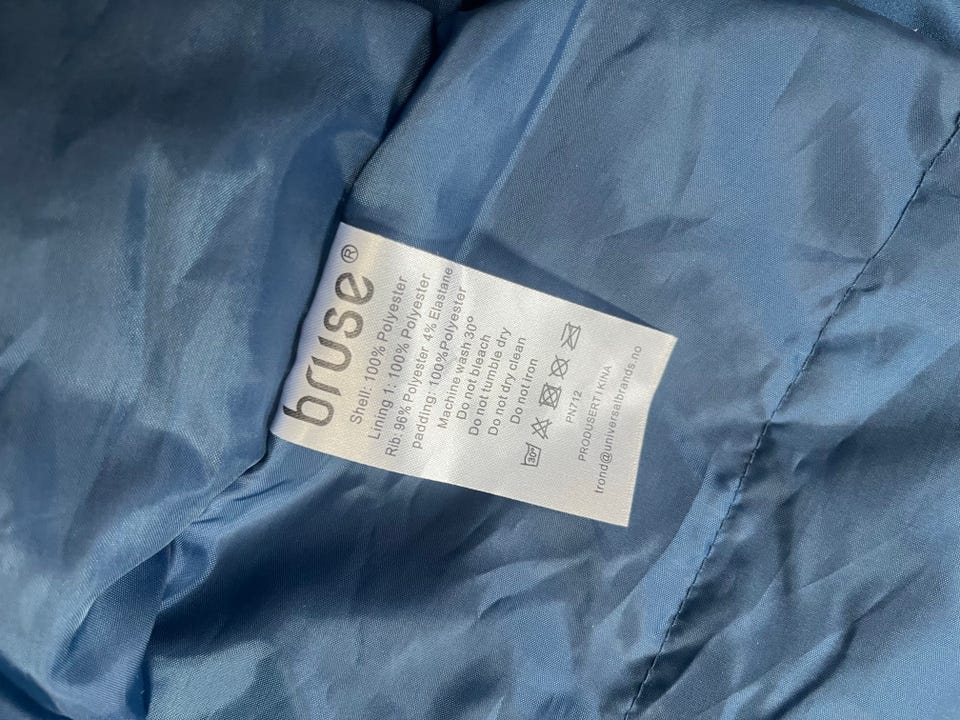 bruse®
Shell: 100% Polyester
Lining 1: 100% Polyester
Rib: 96% Polyester 4% Elastane
padding: 100%Polyester
Machine wash 30°
Do not bleach
Do not tumble dry
Do not dry clean
Do not iron
30°
PN712
PRODUSERT I KINA
trond@universalbrands.no